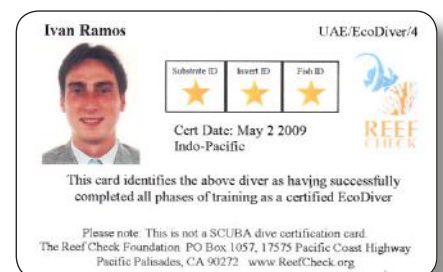 Ivan Ramos
UAE/EcoDiver/4
Substrate ID
Invert ID
Fish ID
Cert Date: May 2 2009
Indo-Pacific
REEF
CHECK
This card identifies the above diver as having successfully
completed all phases of training as a certified EcoDiver
Please note: This is not a SCUBA dive certification card.
The Reef Check Foundation PO Box 1057, 17575 Pacific Coast Highway
Pacific Palisades, CA 90272 www.ReefCheck.org